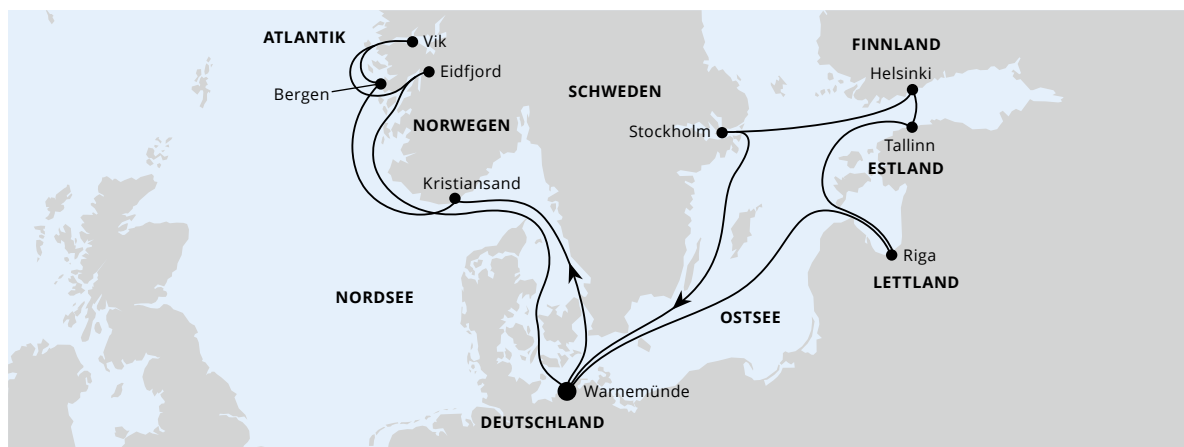 ATLANTIK
Vik
FINNLAND
Eidfjord
Helsinki
Bergen
SCHWEDEN
NORWEGEN
Stockholm
Tallinn
ESTLAND
Kristiansand
Riga
LETTLAND
NORDSEE
OSTSEE
Warnemünde
DEUTSCHLAND